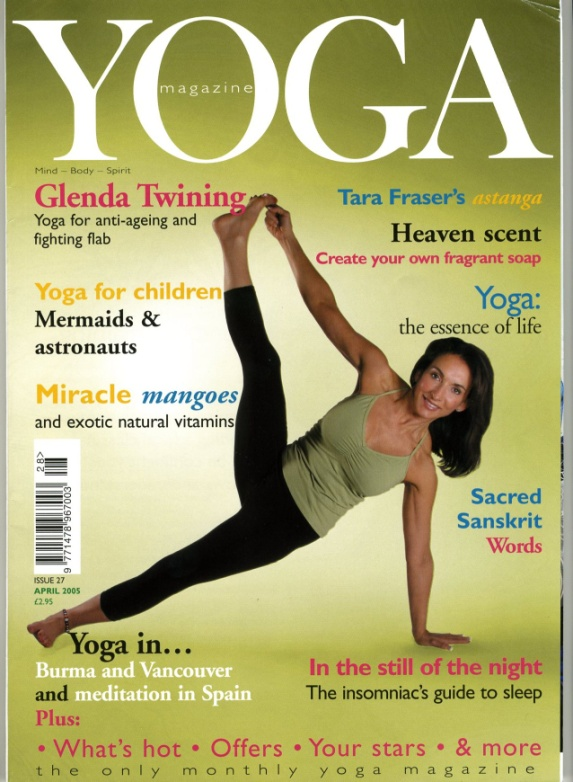 YOGA
magazine
Mind – Body – Spirit
Glenda Twining
Yoga for anti-ageing and
fighting flab
Tara Fraser's astanga
Heaven scent
Create your own fragrant soap
Yoga for children
Mermaids &
astronauts
Yoga:
the essence of life
Miracle mangoes
and exotic natural vitamins
28>
9 771478 967003
ISSUE 27
APRIL 2005
£2.95
Sacred
Sanskrit
Words
Yoga in…
Burma and Vancouver
and meditation in Spain
In the still of the night
The insomniac's guide to sleep
Plus:
• What's hot • Offers • Your stars • & more
the only monthly yoga magazine